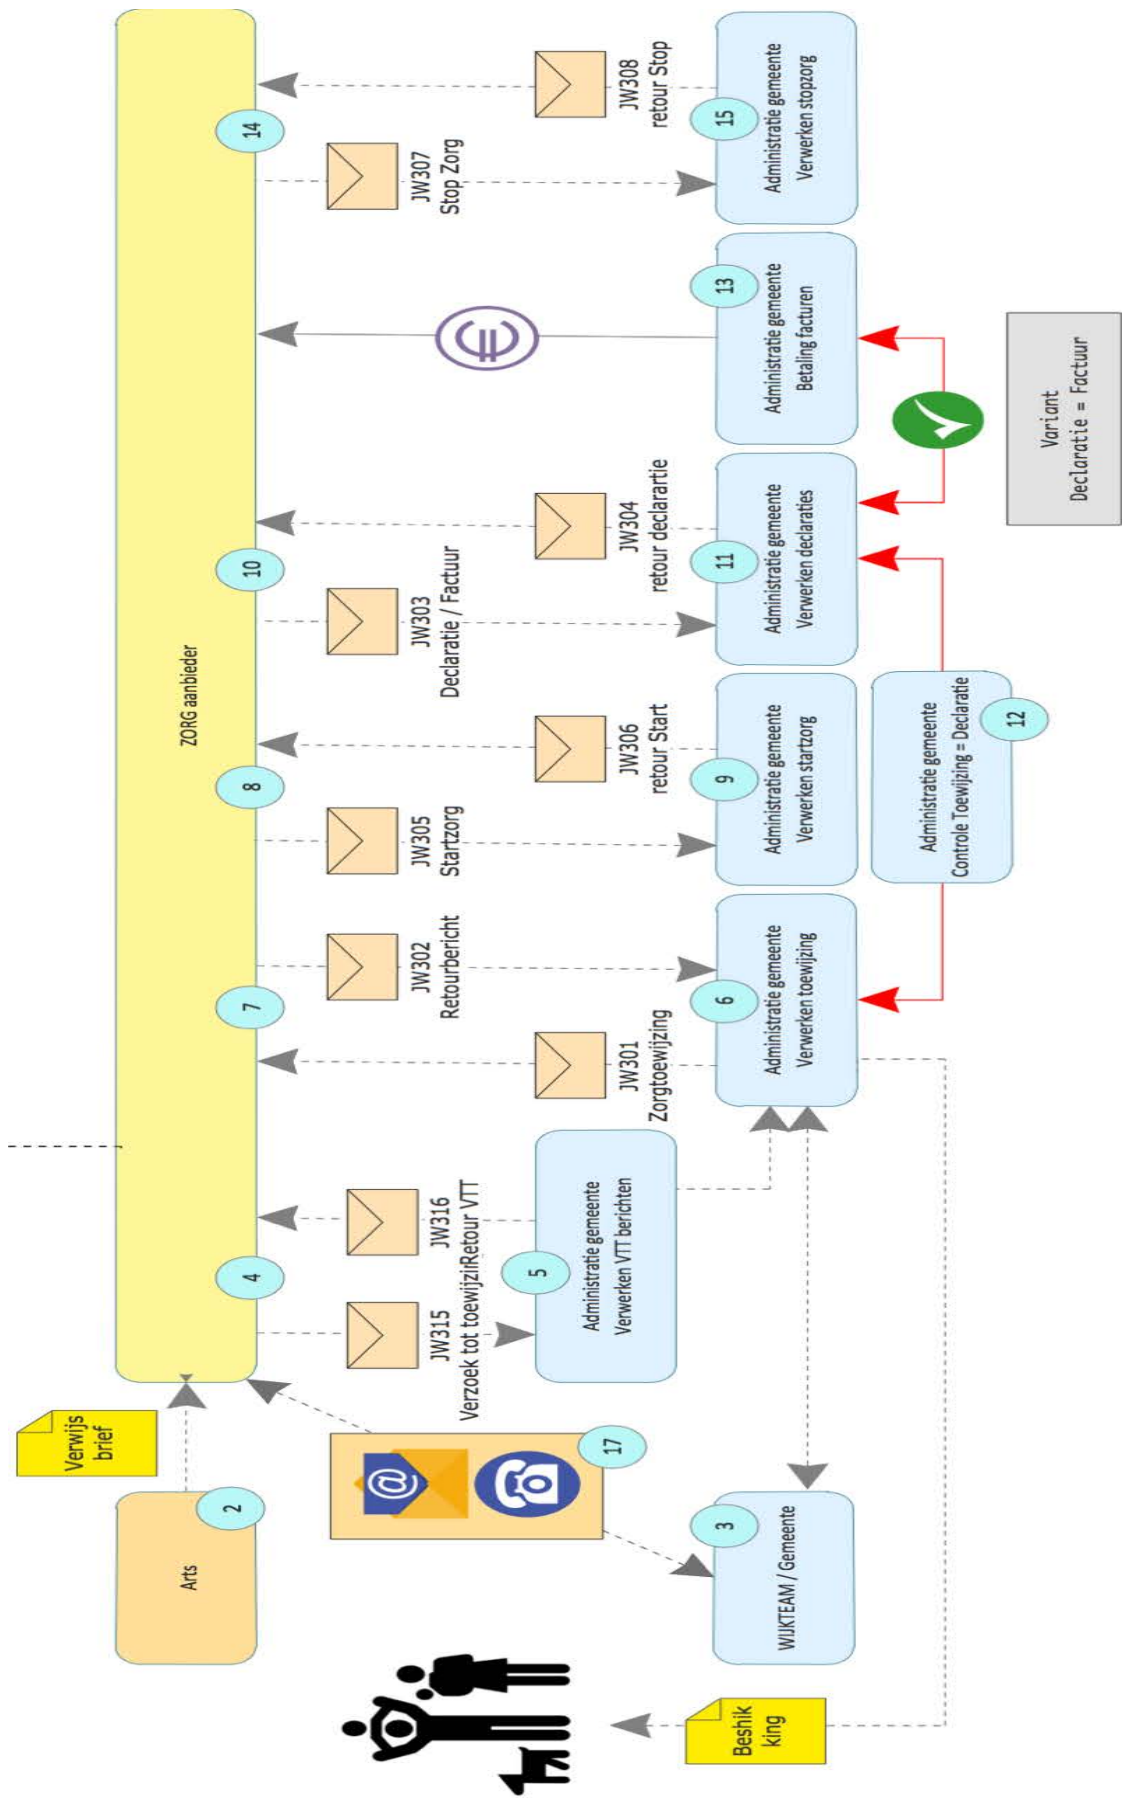 Verwijs
brief
Arts
2
ZORG aanbieder
4
7
8
10
14
17
JW315
Verzoek tot toewijzi
JW316
Retour VTT
JW302
Retourbericht
JW305
Startzorg
JW303
Declaratie / Factuur
JW307
Stop Zorg
5
Administratie gemeente
Verwerken VTT berichten
JW301
Zorgtoewijzing
JW306
retour Start
JW304
retour declarartie
JW308
retour Stop
3
WIJKTEAM / Gemeente
6
Administratie gemeente
Verwerken toewijzing
9
Administratie gemeente
Verwerken startzorg
11
Administratie gemeente
Verwerken declaraties
13
Administratie gemeente
Betaling facturen
15
Administratie gemeente
Verwerken stopzorg
Beshik
king
Administratie gemeente
Controle Toewijzing = Declaratie
12
Variant
Declaratie = Factuur